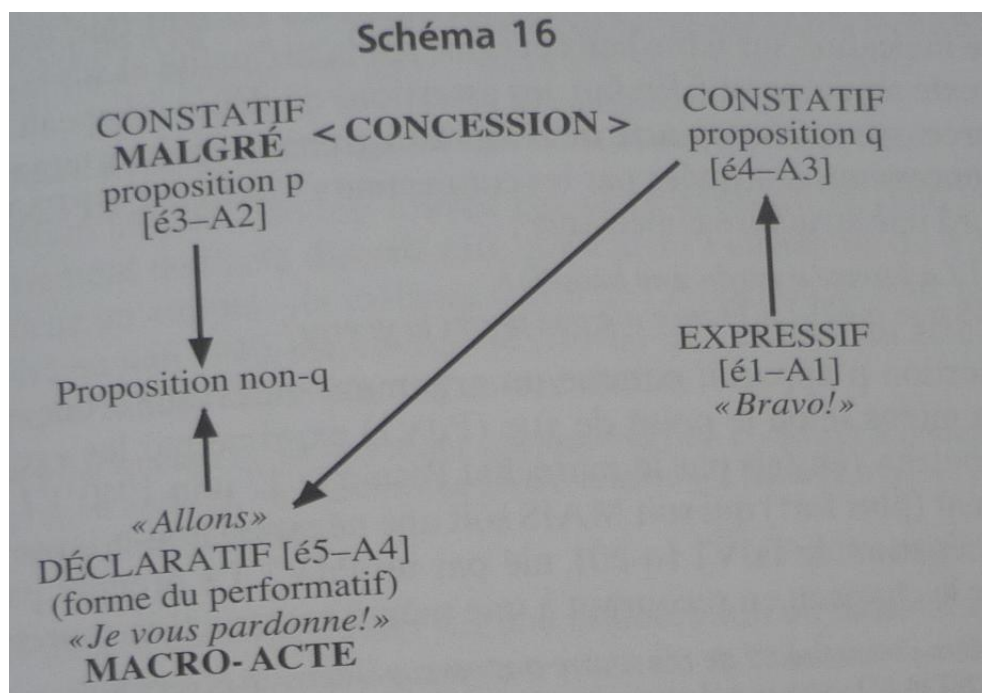 Schéma 16
CONSTATIF
MALGRÉ
proposition p
[é3–A2]
< CONCESSION >
CONSTATIF
proposition q
[é4–A3]
Proposition non-q
EXPRESSIF
[é1–A1]
«Bravo!»
«Allons»
DÉCLARATIF [é5–A4]
(forme du performatif)
«Je vous pardonne!»
MACRO-ACTE